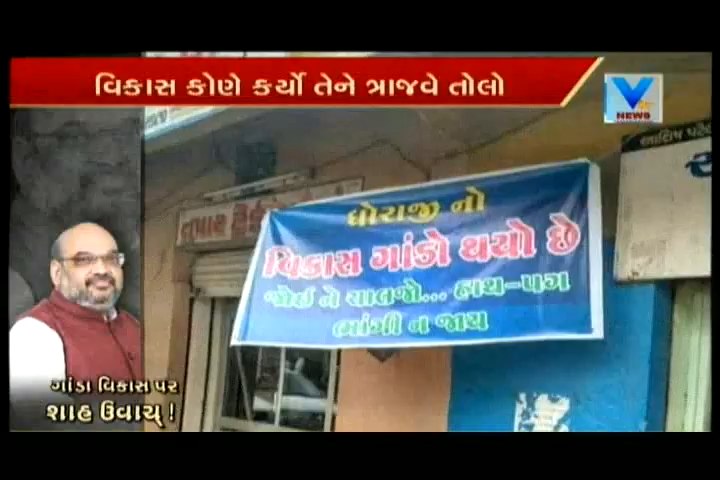 વિકાસ કોણે કર્યો તેને ત્રાજવે તોલો
V
NEWS
ધોરાજી નો
વિકાસ ગાંડો થયો છે
જોઈ ને ચાલજો... હાથ-પગ
ભાંગી ન જાય
ગાંડા વિકાસ પર
શાહ ઉવાચ્ !